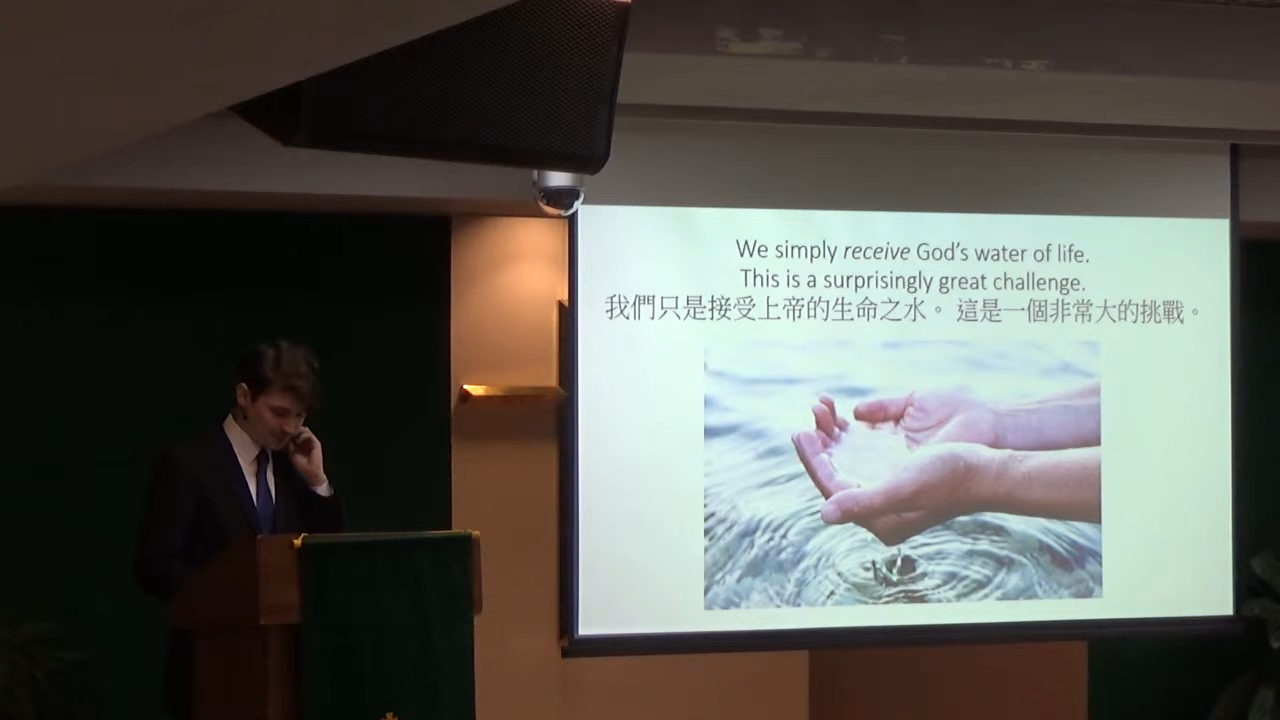 We simply receive God's water of life.
This is a surprisingly great challenge.
我們只是接受上帝的生命之水。 這是一個非常大的挑戰。